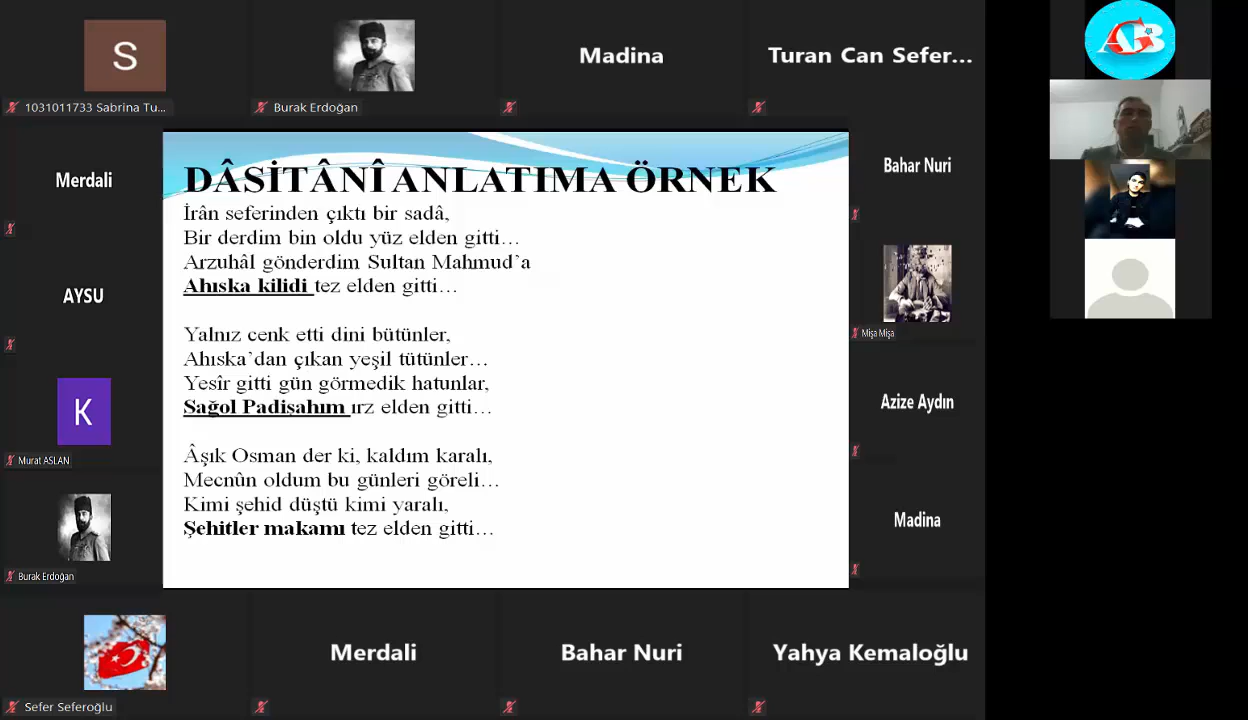 S
1031011733 Sabrina Tu...
Burak Erdoğan
Madina
Turan Can Sefer...
Merdali
AYSU
K
Murat ASLAN
Burak Erdoğan
DÂSİTÂNÎ ANLATIMA ÖRNEK
İrân seferinden çıktı bir sadâ,
Bir derdim bin oldu yüz elden gitti…
Arzuhâl gönderdim Sultan Mahmud’a
Ahıska kilidi tez elden gitti…
Yalnız cenk etti dini bütünler,
Ahıska’dan çıkan yeşil tütünler…
Yesîr gitti gün görmedik hatunlar,
Sağol Padişahım ırz elden gitti…
Âşık Osman der ki, kaldım karalı,
Mecnûn oldum bu günleri göreli…
Kimi şehid düştü kimi yaralı,
Şehitler makamı tez elden gitti…
Bahar Nuri
Mişa Mişa
Azize Aydın
Madina
Sefer Seferoğlu
Merdali
Bahar Nuri
Yahya Kemaloğlu
AGB